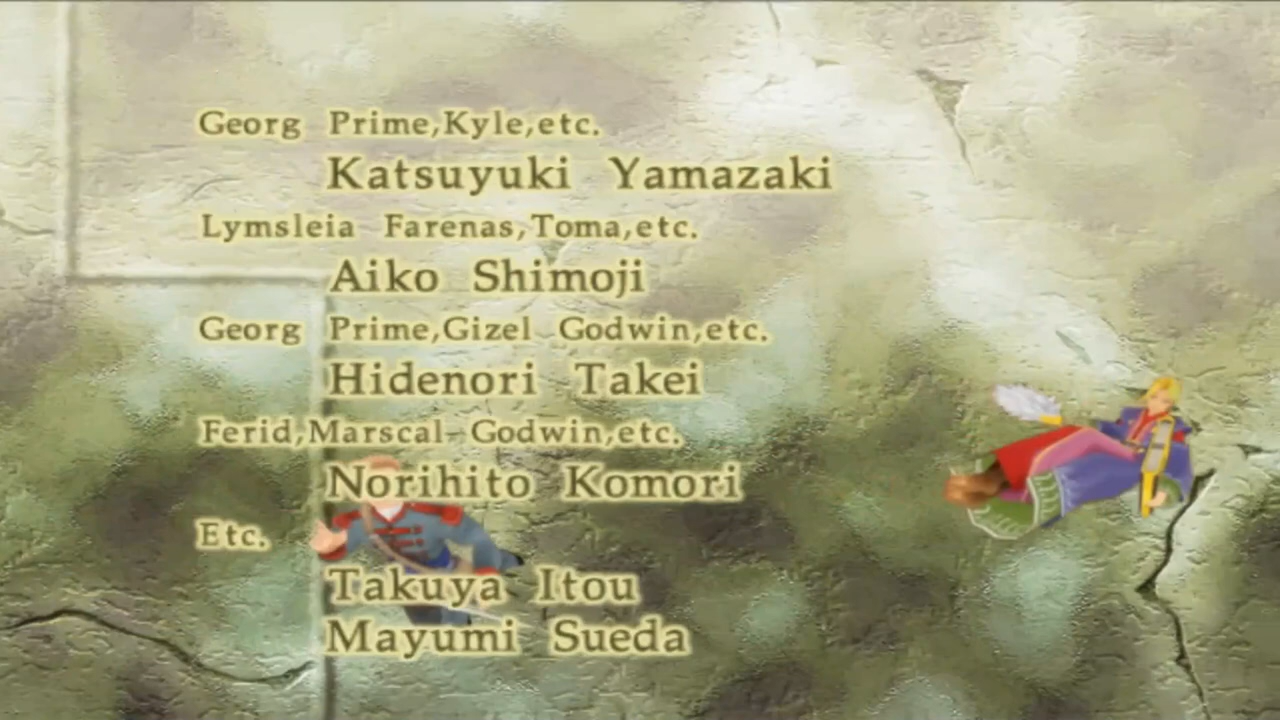 Georg Prime,Kyle,etc.
Katsuyuki Yamazaki
Lymsleia Farenas,Toma,etc.
Aiko Shimoji
Georg Prime,Gizel Godwin,etc.
Hidenori Takei
Ferid,Marscal-Godwin,etc.
Norihito Komori
Etc.
Takuya Itou
Mayumi Sueda